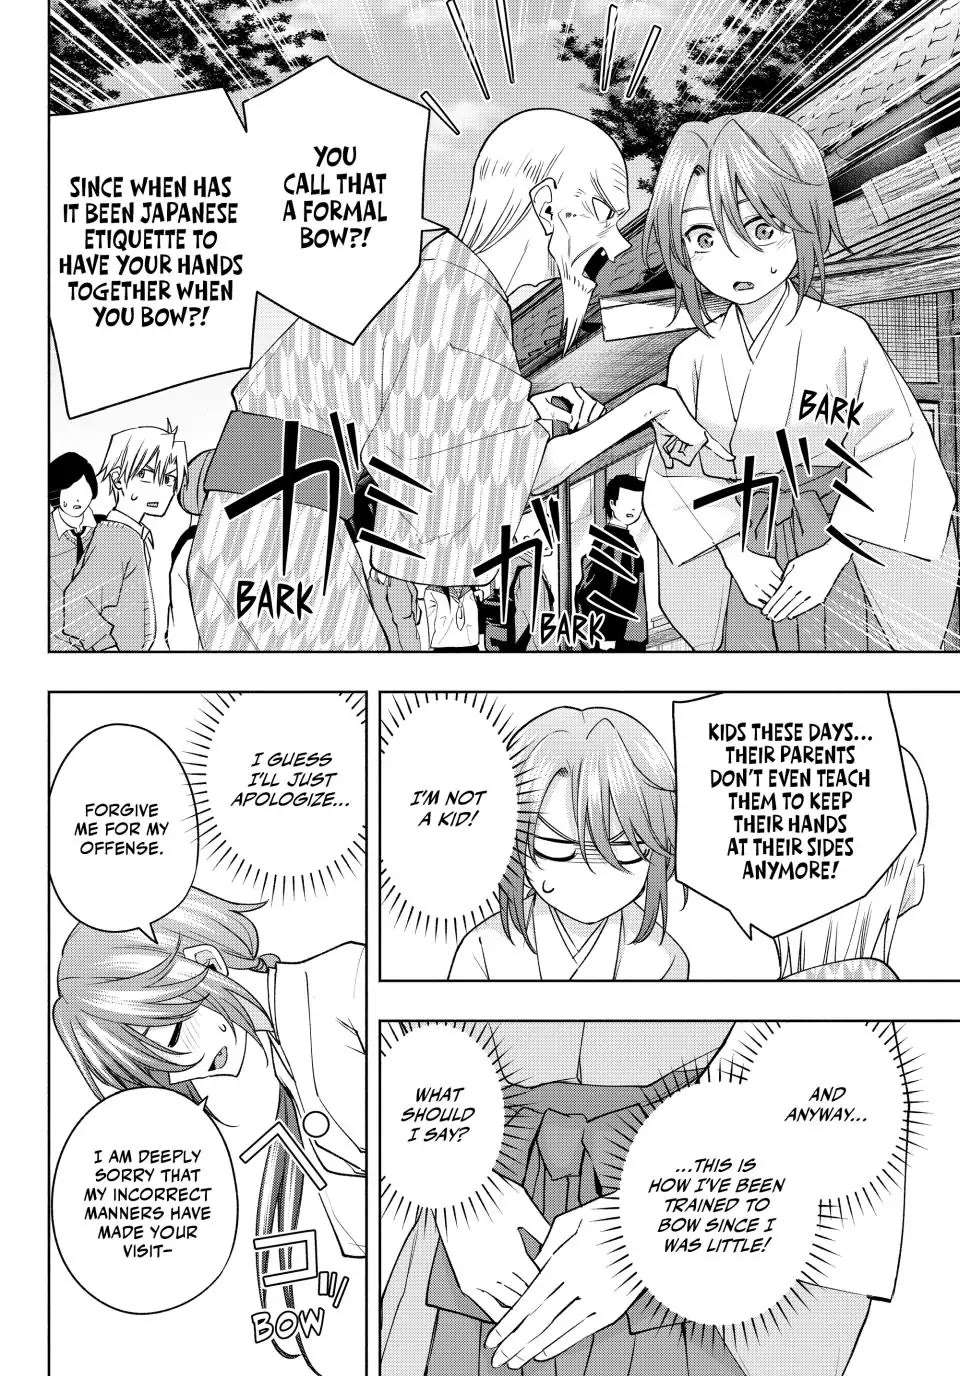 YOU
CALL THAT
A FORMAL
BOW?!
SINCE WHEN HAS
IT BEEN JAPANESE
ETIQUETTE TO
HAVE YOUR HANDS
TOGETHER WHEN
YOU BOW?!
BARK
ガミ
BARK
ガミ
BARK
ガミ
KIDS THESE DAYS...
THEIR PARENTS
DON'T EVEN TEACH
THEM TO KEEP
THEIR HANDS
AT THEIR SIDES
ANYMORE!
I'M NOT
A KID!
AND
ANYWAY...
...THIS IS
HOW I'VE BEEN
TRAINED TO
BOW SINCE I
WAS LITTLE!
WHAT
SHOULD
I SAY?
I GUESS
I'LL JUST
APOLOGIZE...
FORGIVE
ME FOR MY
OFFENSE.
I AM DEEPLY
SORRY THAT
MY INCORRECT
MANNERS HAVE
MADE YOUR
VISIT-
ペコ
BOW